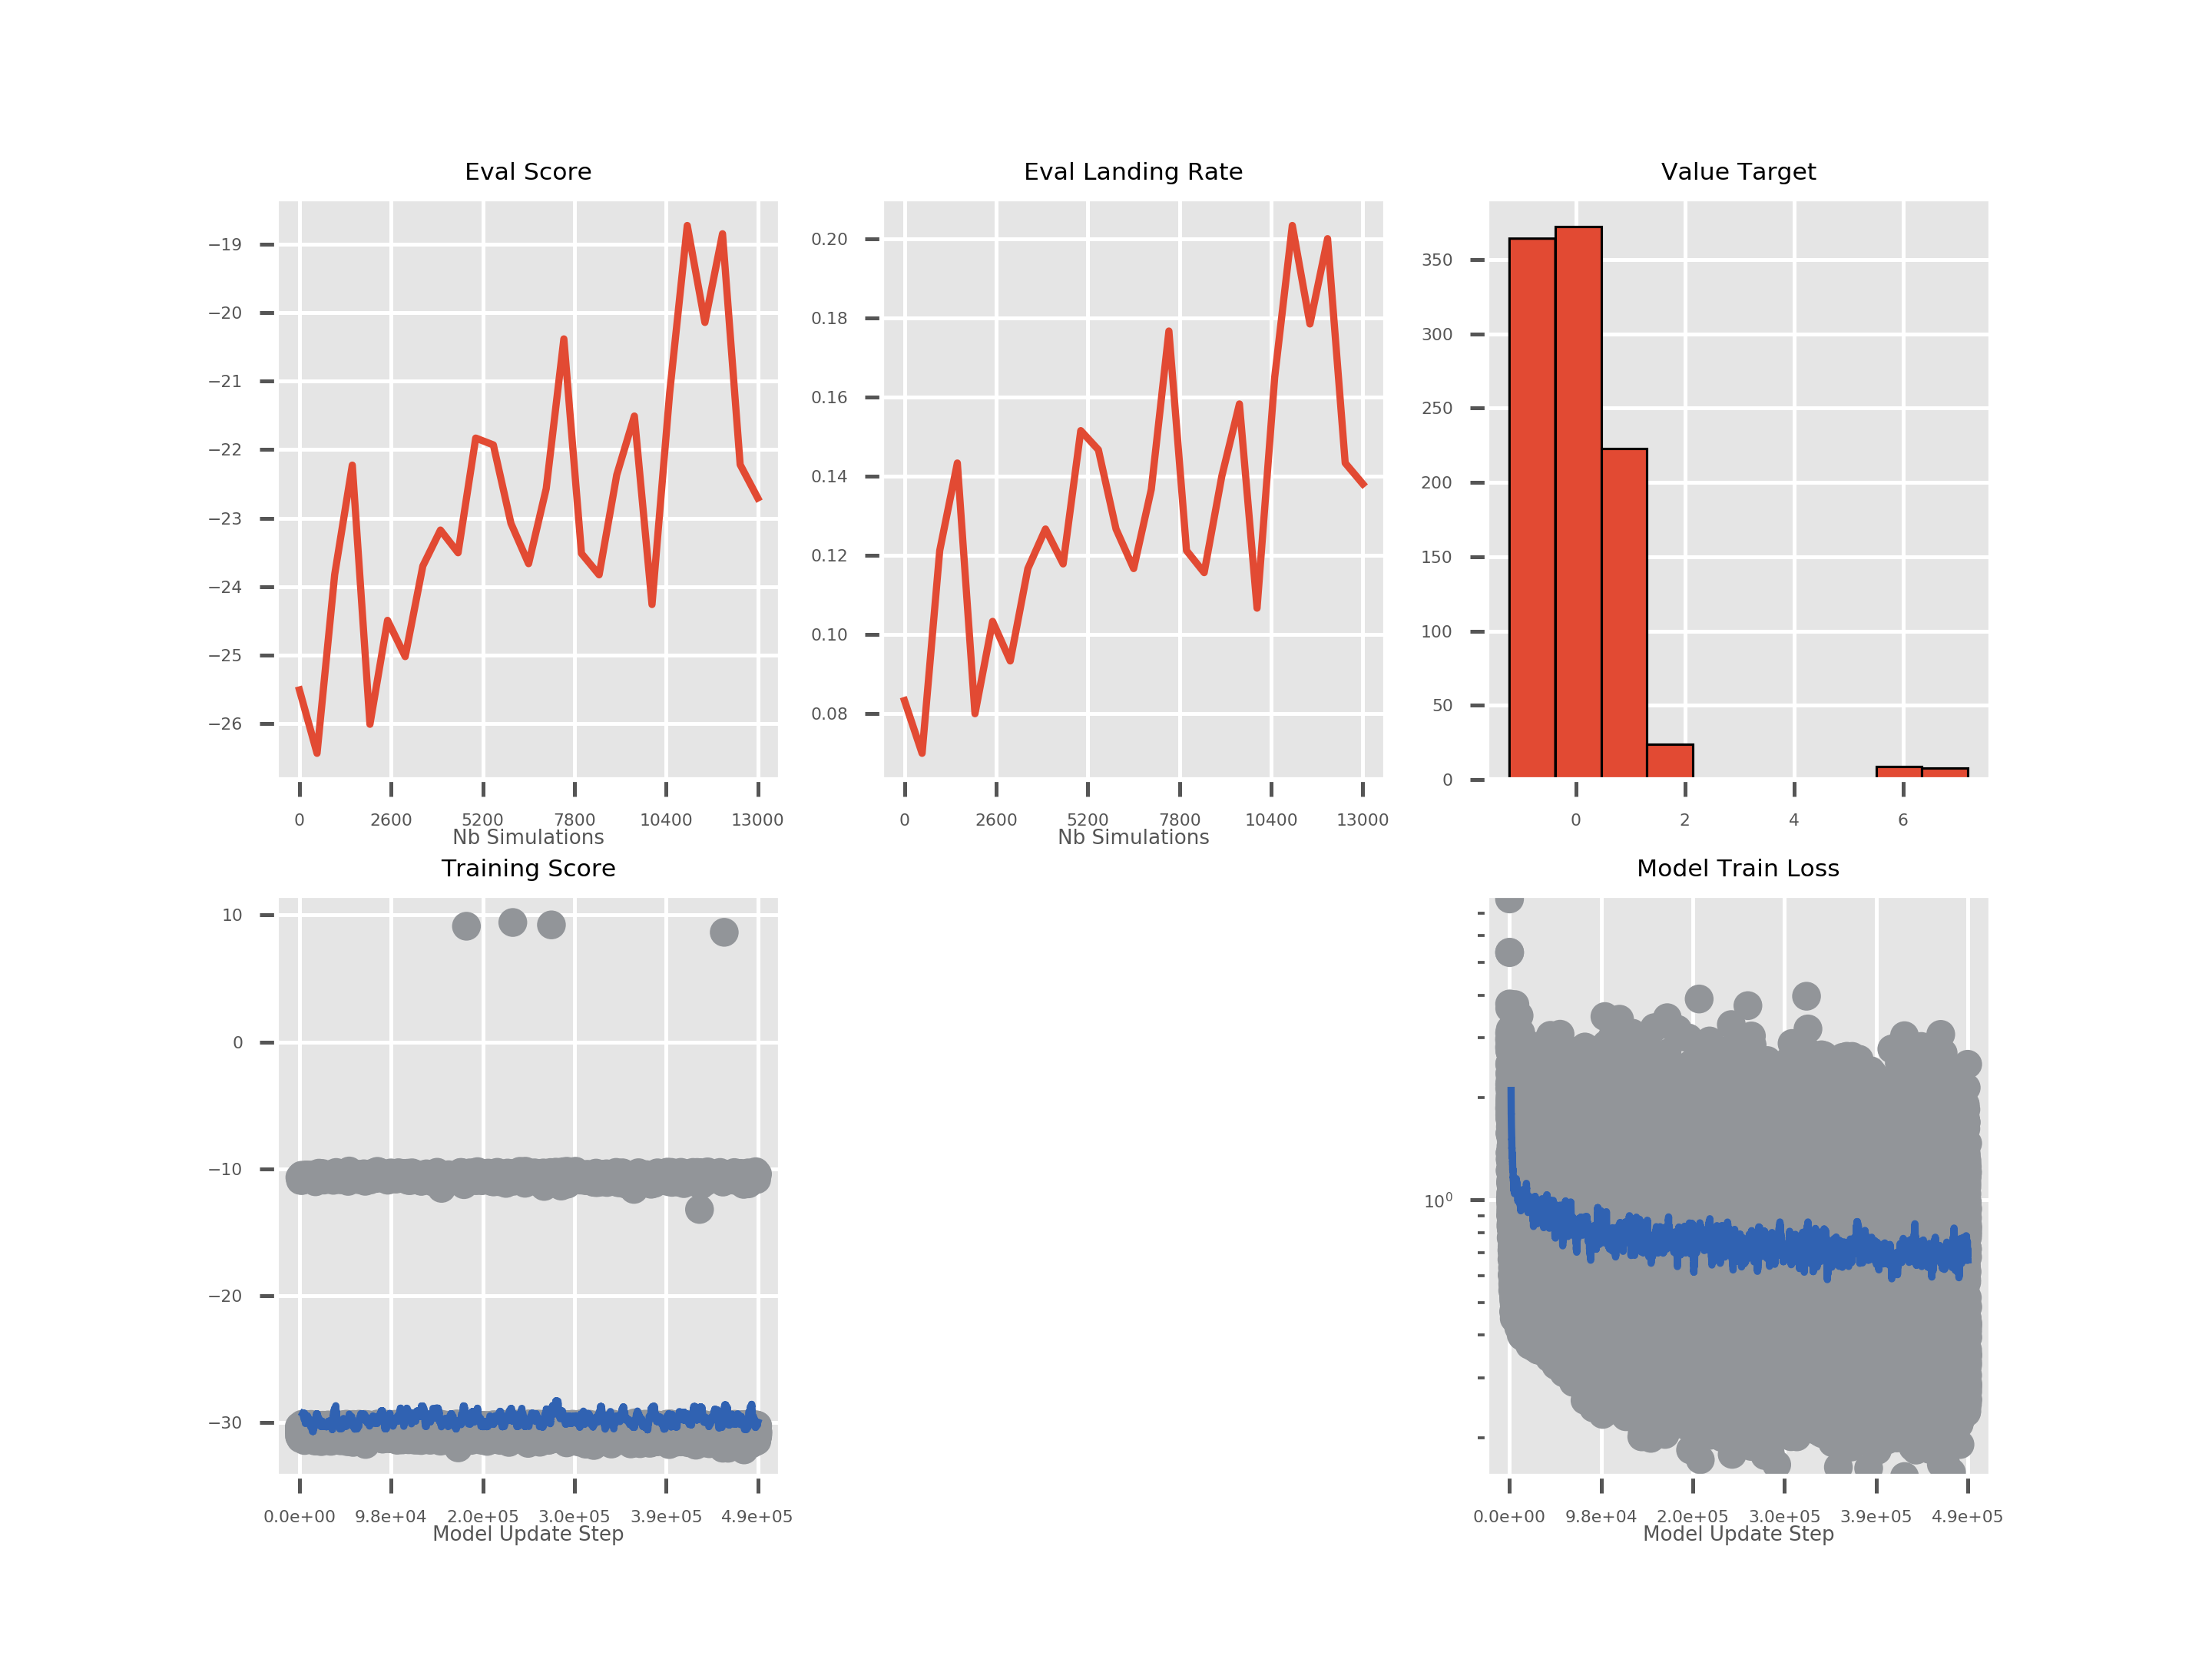 Eval Score
−19
−20
−21
−22
−23
−24
−25
−26
0 2600 5200 7800 10400 13000
Nb Simulations
Eval Landing Rate
0.20
0.18
0.16
0.14
0.12
0.10
0.08
0 2600 5200 7800 10400 13000
Nb Simulations
Value Target
350
300
250
200
150
100
50
0
0 2 4 6
Training Score
10
0
−10
−20
−30
0.0e+00 9.8e+04 2.0e+05 3.0e+05 3.9e+05 4.9e+05
Model Update Step
Model Train Loss
10⁰
0.0e+00 9.8e+04 2.0e+05 3.0e+05 3.9e+05 4.9e+05
Model Update Step